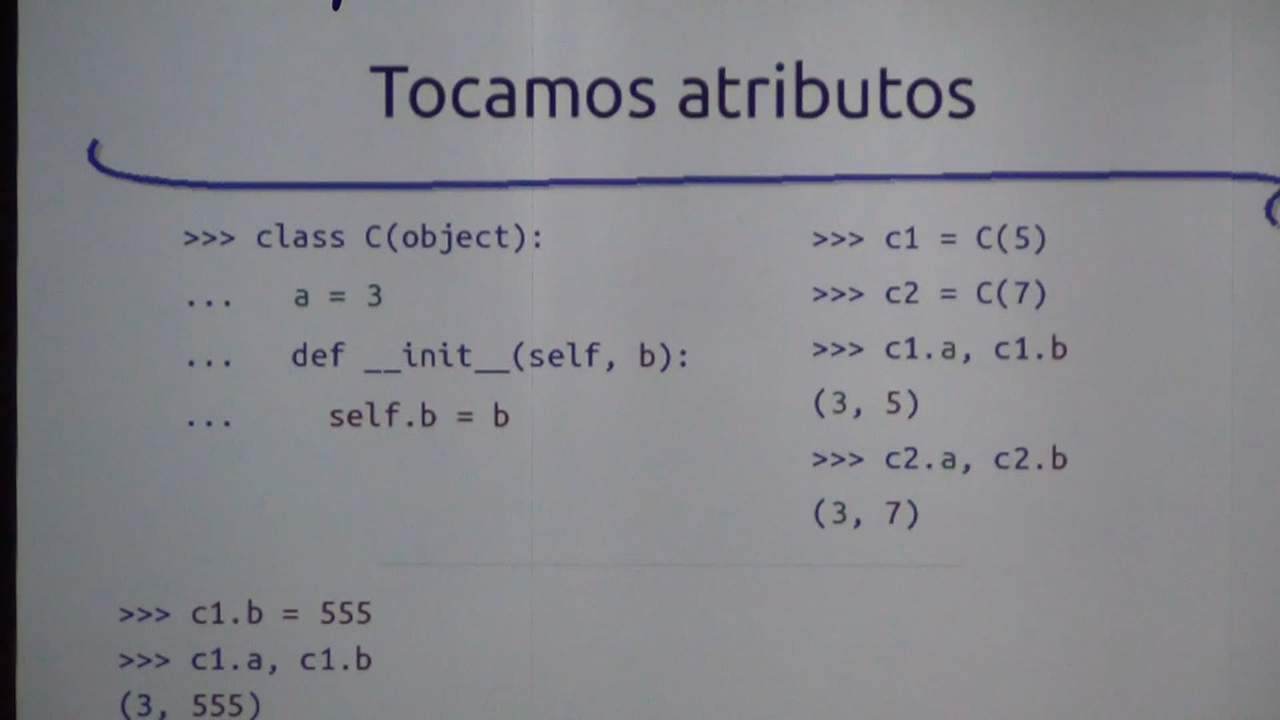 Tocamos atributos
>>> class C(object):
...   a = 3
...   def __init__(self, b):
...     self.b = b
>>> c1 = C(5)
>>> c2 = C(7)
>>> c1.a, c1.b
(3, 5)
>>> c2.a, c2.b
(3, 7)
>>> c1.b = 555
>>> c1.a, c1.b
(3, 555)